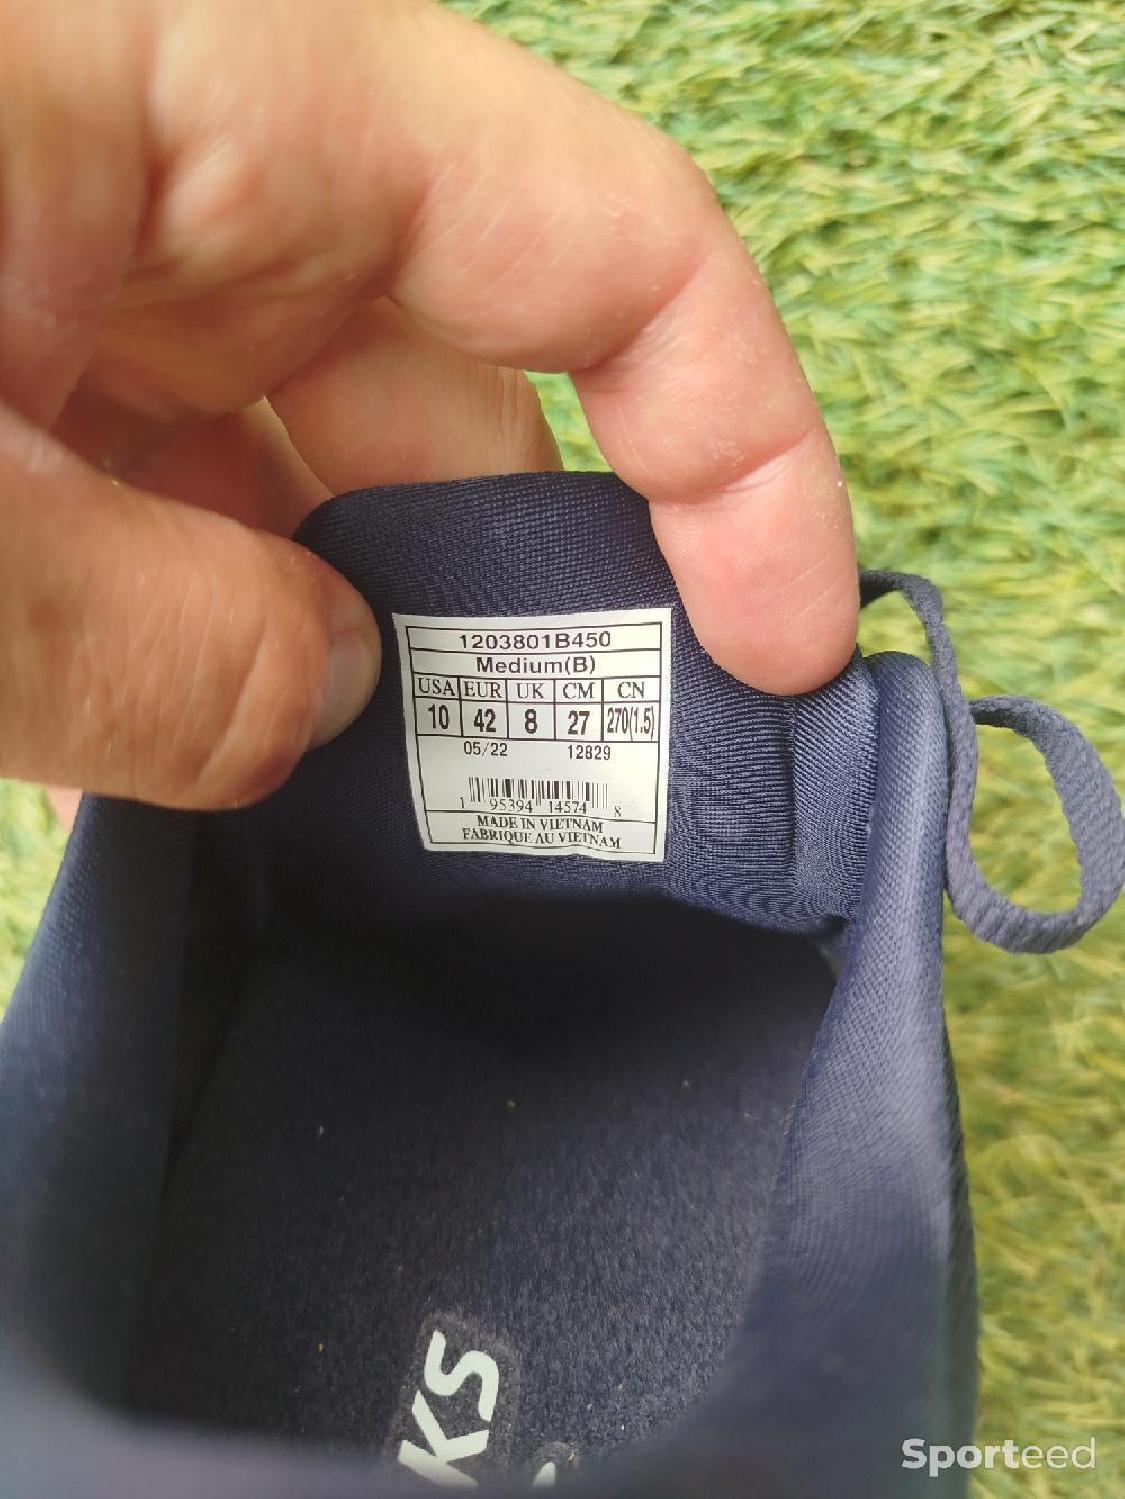 1203801B450
Medium(B)
USA EUR UK CM CN
10 42 8 27 270(1.5)
05/22 12829
1 95394 14574 8
MADE IN VIETNAM
FABRIQUE AU VIETNAM
KS
Sporteed